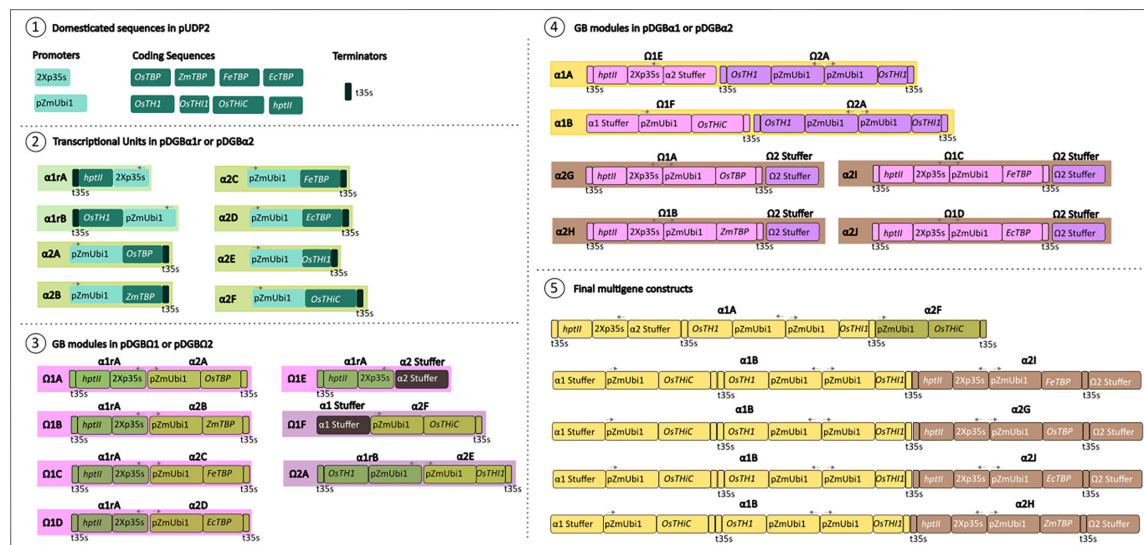 1 Domesticated sequences in pUDP2
Promoters Coding Sequences Terminators
2Xp35s OsTBP ZmTBP FeTBP EcTBP t35s
pZmUbi1 OsTH1 OsTHI1 OsTHiC hptII
2 Transcriptional Units in pDGBα1r or pDGBα2
α1rA hptII 2Xp35s
t35s
α1rB OsTH1 pZmUbi1
t35s
α2A pZmUbi1 OsTBP
t35s
α2B pZmUbi1 ZmTBP
t35s
α2C pZmUbi1 FeTBP
t35s
α2D pZmUbi1 EcTBP
t35s
α2E pZmUbi1 OsTHI1
t35s
α2F pZmUbi1 OsTHiC
t35s
3 GB modules in pDGBΩ1 or pDGBΩ2
α1rA α2A
Ω1A hptII 2Xp35s pZmUbi1 OsTBP
t35s t35s
α1rA α2B
Ω1B hptII 2Xp35s pZmUbi1 ZmTBP
t35s t35s
α1rA α2C
Ω1C hptII 2Xp35s pZmUbi1 FeTBP
t35s t35s
α1rA α2D
Ω1D hptII 2Xp35s pZmUbi1 EcTBP
t35s t35s
α1rA α2 Stuffer
Ω1E hptII 2Xp35s α2 Stuffer
t35s
α1 Stuffer α2F
Ω1F α1 Stuffer pZmUbi1 OsTHiC
t35s
α1rB α2E
Ω2A OsTH1 pZmUbi1 pZmUbi1 OsTHI1
t35s t35s
4 GB modules in pDGBα1 or pDGBα2
Ω1E Ω2A
α1A hptII 2Xp35s α2 Stuffer OsTH1 pZmUbi1 pZmUbi1 OsTHI1
t35s t35s t35s
Ω1F Ω2A
α1B α1 Stuffer pZmUbi1 OsTHiC OsTH1 pZmUbi1 pZmUbi1 OsTHI1
t35s t35s
Ω1A Ω2 Stuffer
α2G hptII 2Xp35s pZmUbi1 OsTBP Ω2 Stuffer
t35s t35s
Ω1B Ω2 Stuffer
α2H hptII 2Xp35s pZmUbi1 ZmTBP Ω2 Stuffer
t35s t35s
Ω1C Ω2 Stuffer
α2I hptII 2Xp35s pZmUbi1 FeTBP Ω2 Stuffer
t35s t35s
Ω1D Ω2 Stuffer
α2J hptII 2Xp35s pZmUbi1 EcTBP Ω2 Stuffer
t35s t35s
5 Final multigene constructs
α1A α2F
hptII 2Xp35s α2 Stuffer OsTH1 pZmUbi1 pZmUbi1 OsTHI1 pZmUbi1 OsTHiC
t35s t35s t35s t35s
α1B α2I
α1 Stuffer pZmUbi1 OsTHiC OsTH1 pZmUbi1 pZmUbi1 OsTHI1 hptII 2Xp35s pZmUbi1 FeTBP Ω2 Stuffer
t35s t35s t35s
α1B α2G
α1 Stuffer pZmUbi1 OsTHiC OsTH1 pZmUbi1 pZmUbi1 OsTHI1 hptII 2Xp35s pZmUbi1 OsTBP Ω2 Stuffer
t35s t35s t35s
α1B α2J
α1 Stuffer pZmUbi1 OsTHiC OsTH1 pZmUbi1 pZmUbi1 OsTHI1 hptII 2Xp35s pZmUbi1 EcTBP Ω2 Stuffer
t35s t35s t35s
α1B α2H
α1 Stuffer pZmUbi1 OsTHiC OsTH1 pZmUbi1 pZmUbi1 OsTHI1 hptII 2Xp35s pZmUbi1 ZmTBP Ω2 Stuffer
t35s t35s t35s